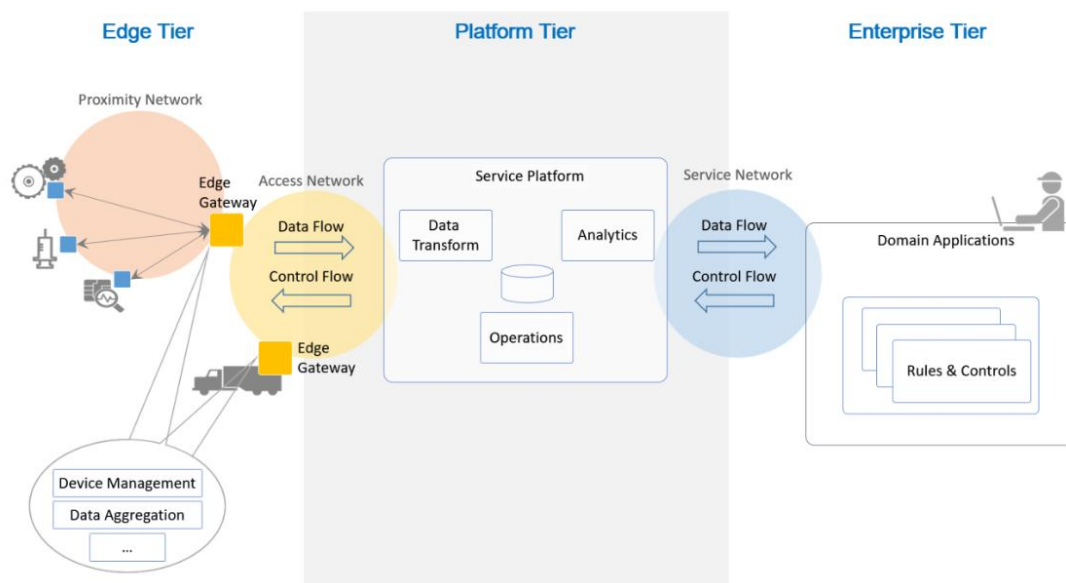 Edge Tier
Platform Tier
Enterprise Tier
Proximity Network
Edge
Gateway
Access Network
Data Flow
Control Flow
Edge
Gateway
Service Platform
Data
Transform
Analytics
Operations
Service Network
Data Flow
Control Flow
Domain Applications
Rules & Controls
Device Management
Data Aggregation
...